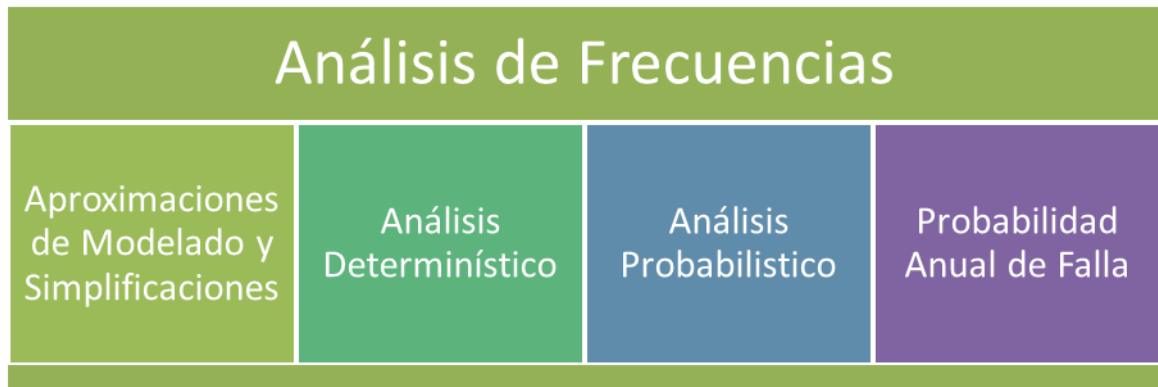 Análisis de Frecuencias
Aproximaciones
de Modelado y
Simplificaciones
Análisis
Determinístico
Análisis
Probabilistico
Probabilidad
Anual de Falla